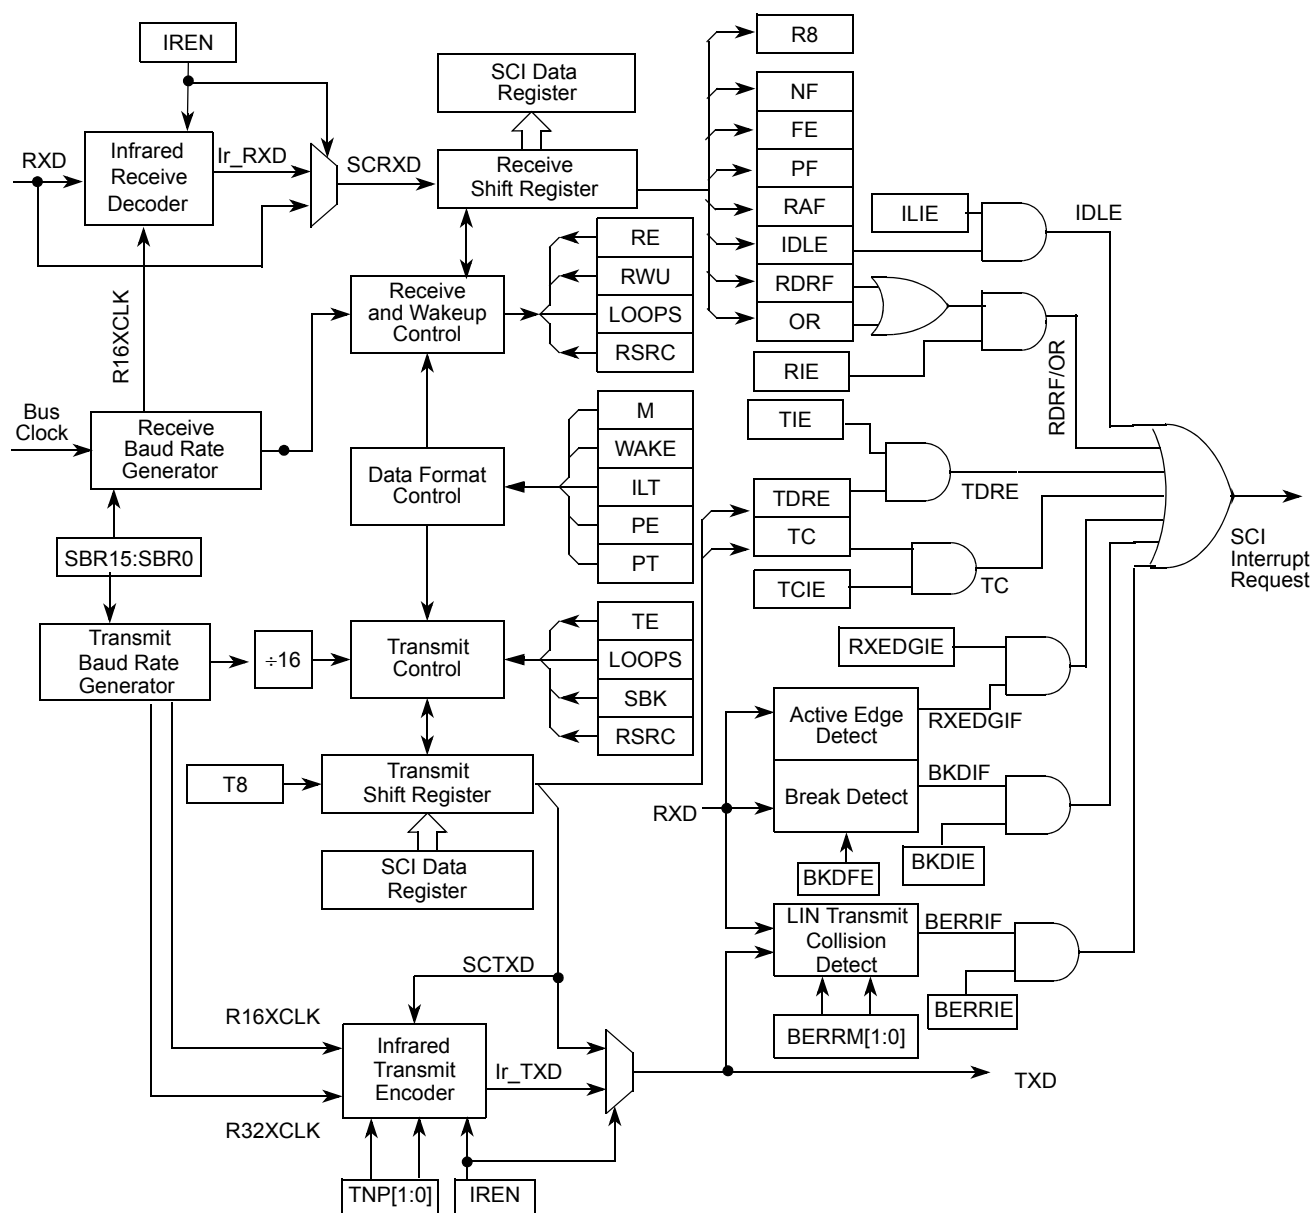 IREN
SCI Data
Register
R8
NF
FE
PF
RAF
IDLE
RDRF
OR
RXD
Infrared
Receive
Decoder
Ir_RXD
SCRXD
Receive
Shift Register
ILIE
IDLE
RE
RWU
LOOPS
RSRC
Receive
and Wakeup
Control
R16XCLK
RIE
RDRF/OR
Bus
Clock
Receive
Baud Rate
Generator
Data Format
Control
M
WAKE
ILT
PE
PT
TIE
TDRE
TC
TCIE
TDRE
TC
SCI
Interrupt
Request
SBR15:SBR0
Transmit
Baud Rate
Generator
÷16
Transmit
Control
TE
LOOPS
SBK
RSRC
RXEDGIE
Active Edge
Detect
RXEDGIF
T8
Transmit
Shift Register
RXD
Break Detect
BKDIF
BKDIE
BKDFE
SCI Data
Register
LIN Transmit
Collision
Detect
BERRIF
BERRIE
BERRM[1:0]
SCTXD
R16XCLK
Infrared
Transmit
Encoder
Ir_TXD
TXD
R32XCLK
TNP[1:0]
IREN